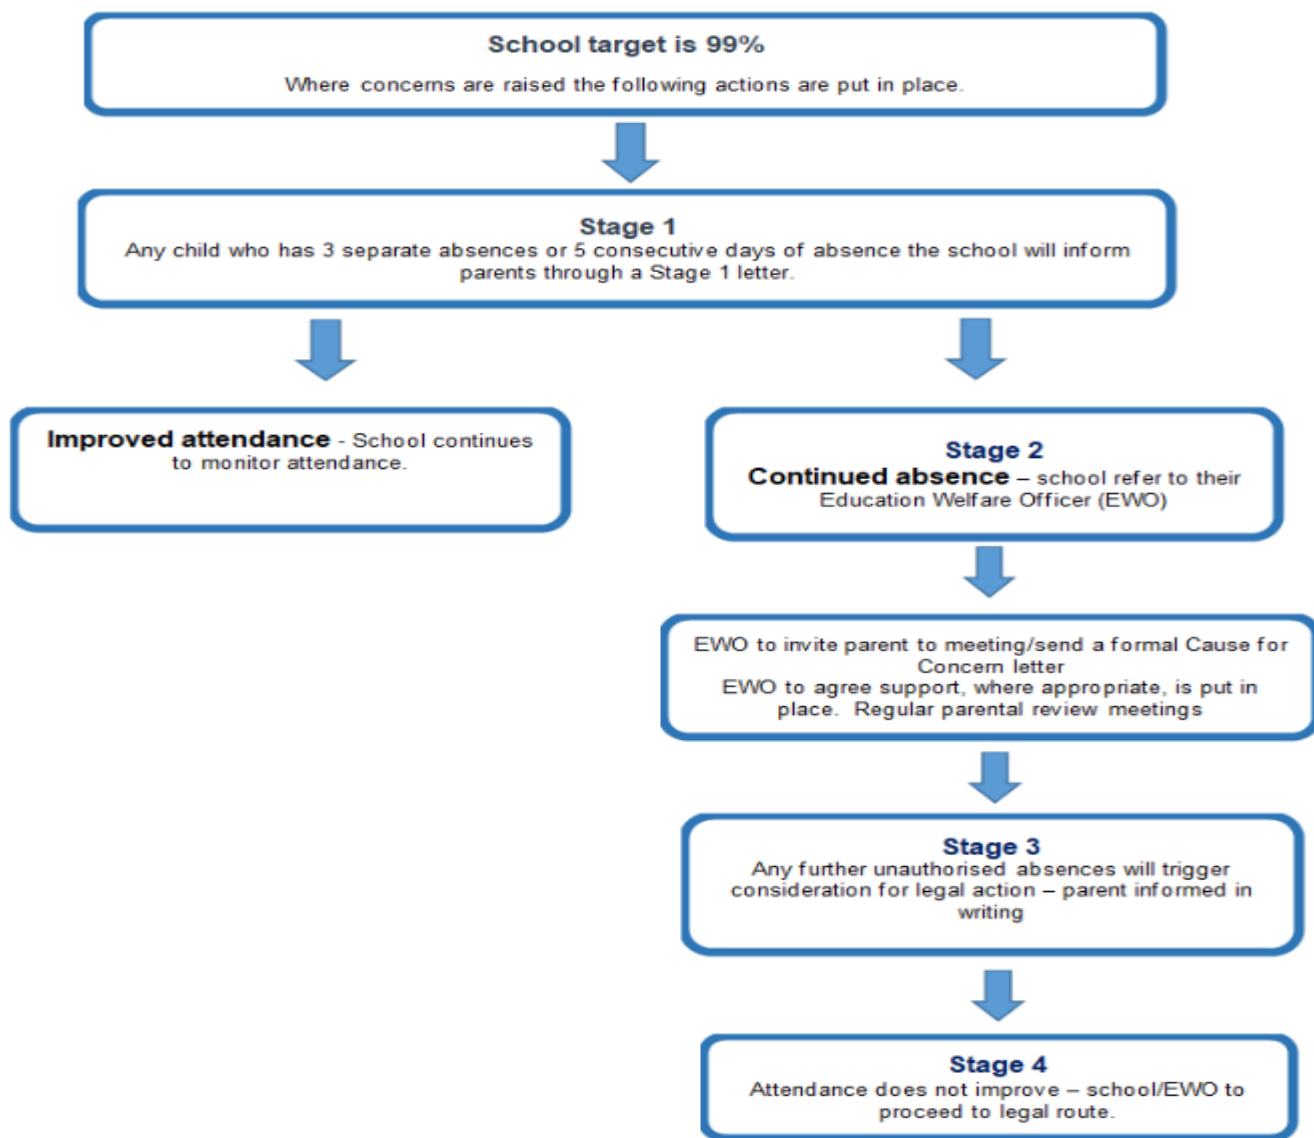 School target is 99%
Where concerns are raised the following actions are put in place.
Stage 1
Any child who has 3 separate absences or 5 consecutive days of absence the school will inform
parents through a Stage 1 letter.
Improved attendance - School continues
to monitor attendance.
Stage 2
Continued absence – school refer to their
Education Welfare Officer (EWO)
EWO to invite parent to meeting/send a formal Cause for
Concern letter
EWO to agree support, where appropriate, is put in
place.  Regular parental review meetings
Stage 3
Any further unauthorised absences will trigger
consideration for legal action – parent informed in
writing
Stage 4
Attendance does not improve – school/EWO to
proceed to legal route.